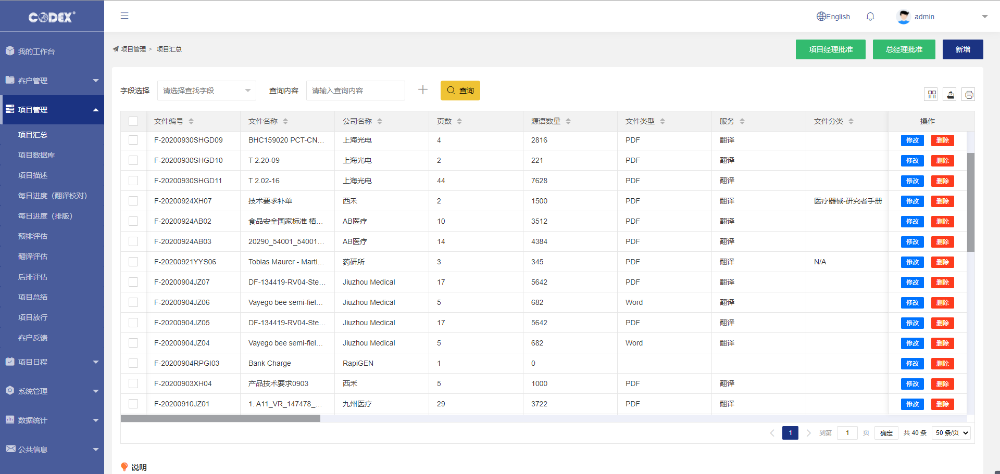 CODEX®
English
admin
我的工作台
客户管理
项目管理
项目汇总
项目数据库
项目描述
每日进度（翻译校对）
每日进度（排版）
预排评估
翻译评估
后排评估
项目总结
项目放行
客户反馈
项目日程
系统管理
数据统计
公共信息
项目管理 > 项目汇总
项目经理批准 总经理批准 新增
字段选择 请选择查找字段 查询内容 请输入查询内容 查询
文件编号 文件名称 公司名称 页数 源语数量 文件类型 服务 文件分类 操作
F-20200930SHGD09 BHC159020 PCT-CN... 上海光电 4 2816 PDF 翻译 修改 删除
F-20200930SHGD10 T 2.20-09 上海光电 2 221 PDF 翻译 修改 删除
F-20200930SHGD11 T 2.02-16 上海光电 44 7628 PDF 翻译 修改 删除
F-20200924XH07 技术要求补单 西禾 2 1500 PDF 翻译 医疗器械-研究者手册 修改 删除
F-20200924AB02 食品安全国家标准 植... AB医疗 10 3512 PDF 翻译 修改 删除
F-20200924AB03 20290_54001_54001... AB医疗 14 4384 PDF 翻译 修改 删除
F-20200921YYS06 Tobias Maurer - Marti... 药研所 3 345 PDF 翻译 N/A 修改 删除
F-20200904JZ07 DF-134419-RV04-Ste... Jiuzhou Medical 17 5642 PDF 翻译 修改 删除
F-20200904JZ06 Vayego bee semi-fiel... Jiuzhou Medical 5 682 Word 翻译 修改 删除
F-20200904JZ05 DF-134419-RV04-Ste... Jiuzhou Medical 17 5642 PDF 翻译 修改 删除
F-20200904JZ04 Vayego bee semi-fiel... Jiuzhou Medical 5 682 Word 翻译 修改 删除
F-20200904RPGI03 Bank Charge RapiGEN 1 0 修改 删除
F-20200903XH04 产品技术要求0903 西禾 5 1000 PDF 翻译 修改 删除
F-20200910JZ01 1. A11_VR_147478_... 九州医疗 29 3722 PDF 翻译 修改 删除
1 到第 1 页 确定 共 40 条 50 条/页
说明